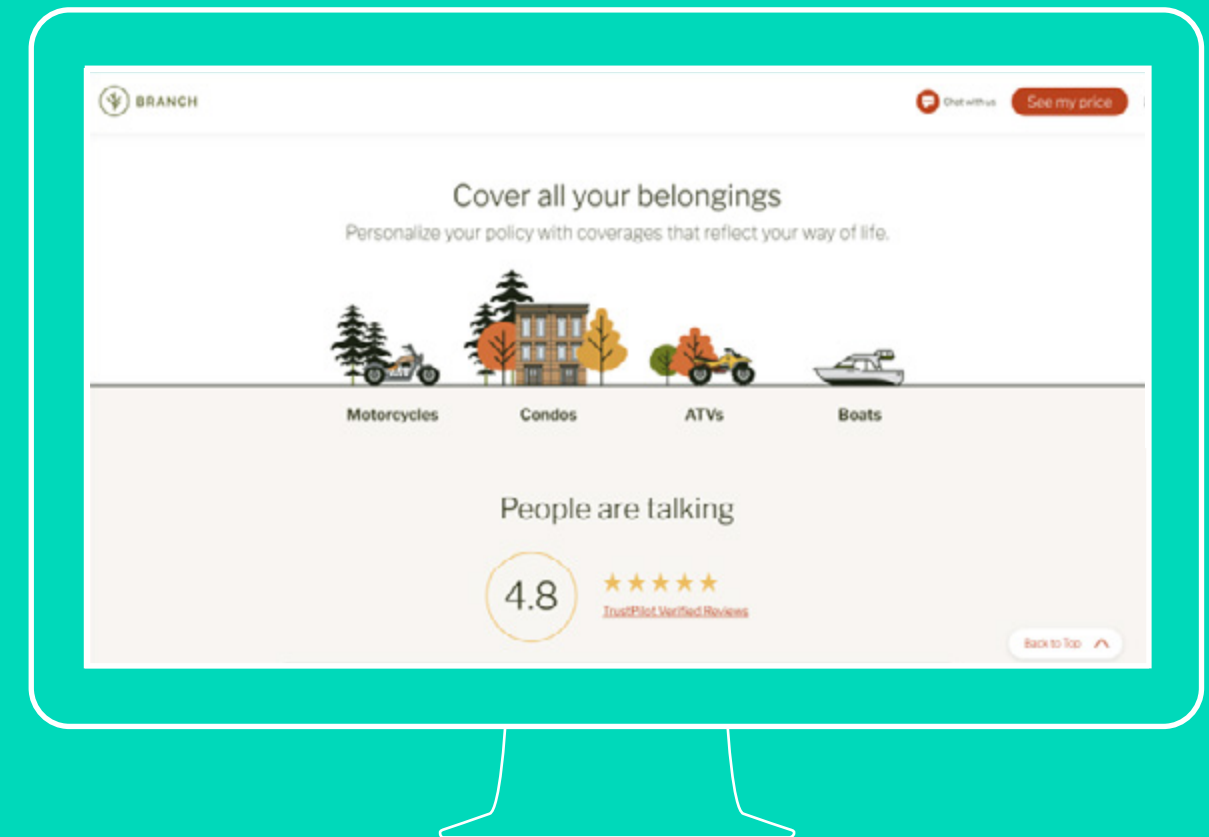 BRANCH
Chat with us
See my price
Cover all your belongings
Personalize your policy with coverages that reflect your way of life.
Motorcycles
Condos
ATVs
Boats
People are talking
4.8
TrustPilot Verified Reviews
Back to Top